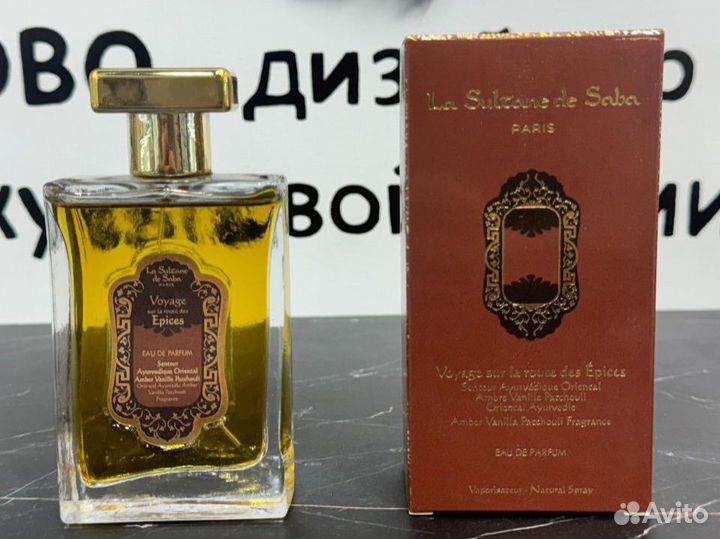 ОВО
диз
о
ку
вой
ми
La Sultane de Saba
PARIS
Voyage sur la route des Épices
Senteur Ayurvédique Oriental
Ambre Vanille Patchouli
Oriental Ayurvedic
Amber Vanilla Patchouli Fragrance
EAU DE PARFUM
Vaporisateur - Natural Spray
La Sultane
de Saba
PARIS
Voyage
sur la route des
Epices
EAU DE PARFUM
Senteur
Ayurvédique Oriental
Ambre Vanille Patchouli
Oriental Ayurvedic Amber
Vanilla Patchouli
Fragrance
Avito